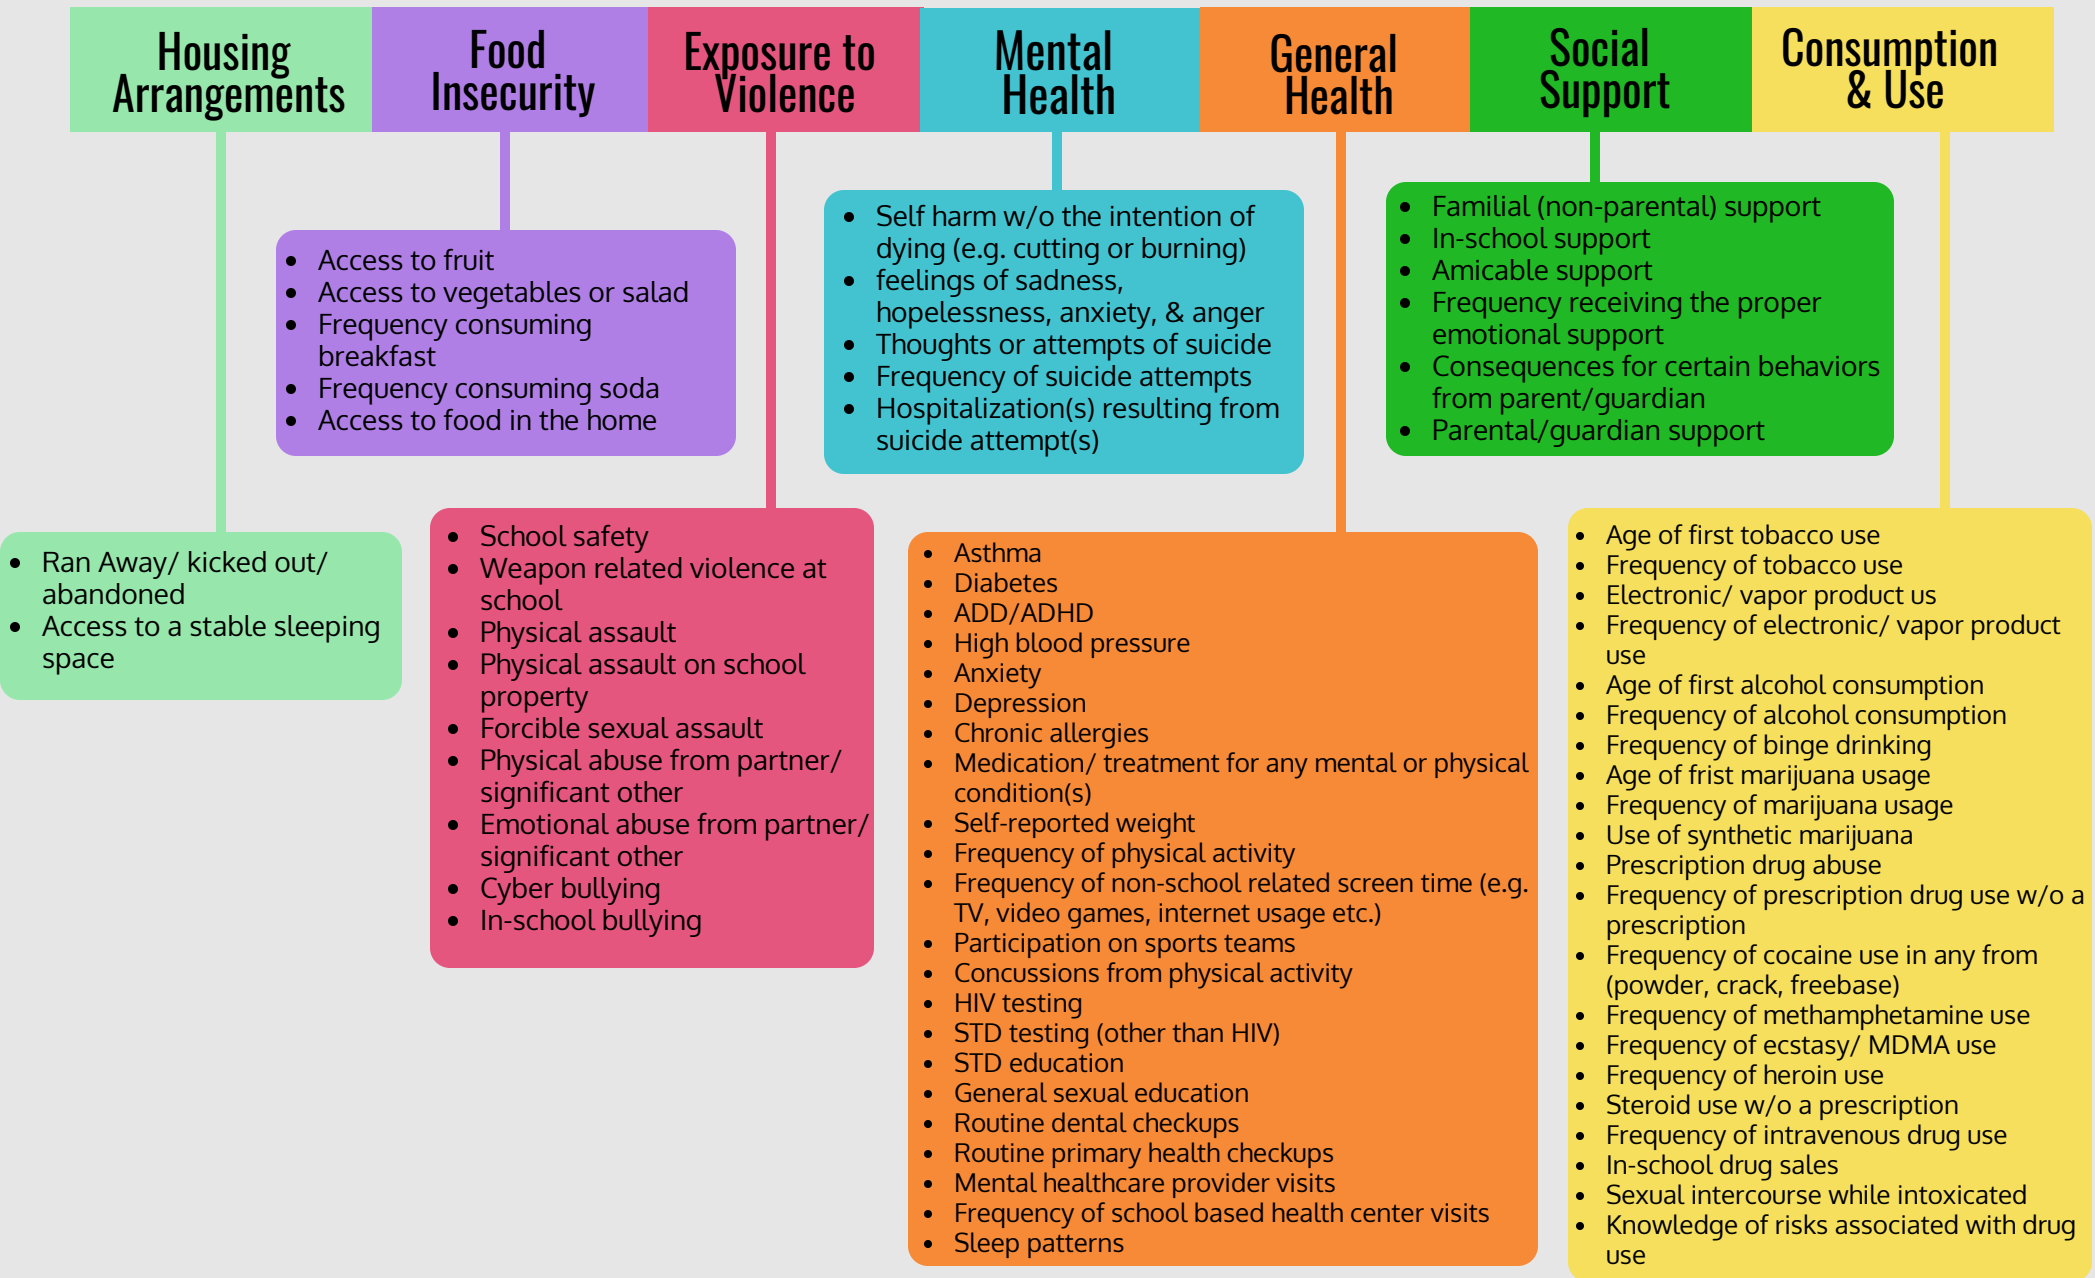 Housing
Arrangements
Food
Insecurity
Exposure to
Violence
Mental
Health
General
Health
Social
Support
Consumption
& Use
• Ran Away/ kicked out/
abandoned
• Access to a stable sleeping
space
• Access to fruit
• Access to vegetables or salad
• Frequency consuming
breakfast
• Frequency consuming soda
• Access to food in the home
• School safety
• Weapon related violence at
school
• Physical assault
• Physical assault on school
property
• Forcible sexual assault
• Physical abuse from partner/
significant other
• Emotional abuse from partner/
significant other
• Cyber bullying
• In-school bullying
• Self harm w/o the intention of
dying (e.g. cutting or burning)
• feelings of sadness,
hopelessness, anxiety, & anger
• Thoughts or attempts of suicide
• Frequency of suicide attempts
• Hospitalization(s) resulting from
suicide attempt(s)
• Asthma
• Diabetes
• ADD/ADHD
• High blood pressure
• Anxiety
• Depression
• Chronic allergies
• Medication/ treatment for any mental or physical
condition(s)
• Self-reported weight
• Frequency of physical activity
• Frequency of non-school related screen time (e.g.
TV, video games, internet usage etc.)
• Participation on sports teams
• Concussions from physical activity
• HIV testing
• STD testing (other than HIV)
• STD education
• General sexual education
• Routine dental checkups
• Routine primary health checkups
• Mental healthcare provider visits
• Frequency of school based health center visits
• Sleep patterns
• Familial (non-parental) support
• In-school support
• Amicable support
• Frequency receiving the proper
emotional support
• Consequences for certain behaviors
from parent/guardian
• Parental/guardian support
• Age of first tobacco use
• Frequency of tobacco use
• Electronic/ vapor product us
• Frequency of electronic/ vapor product
use
• Age of first alcohol consumption
• Frequency of alcohol consumption
• Frequency of binge drinking
• Age of frist marijuana usage
• Frequency of marijuana usage
• Use of synthetic marijuana
• Prescription drug abuse
• Frequency of prescription drug use w/o a
prescription
• Frequency of cocaine use in any from
(powder, crack, freebase)
• Frequency of methamphetamine use
• Frequency of ecstasy/ MDMA use
• Frequency of heroin use
• Steroid use w/o a prescription
• Frequency of intravenous drug use
• In-school drug sales
• Sexual intercourse while intoxicated
• Knowledge of risks associated with drug
use